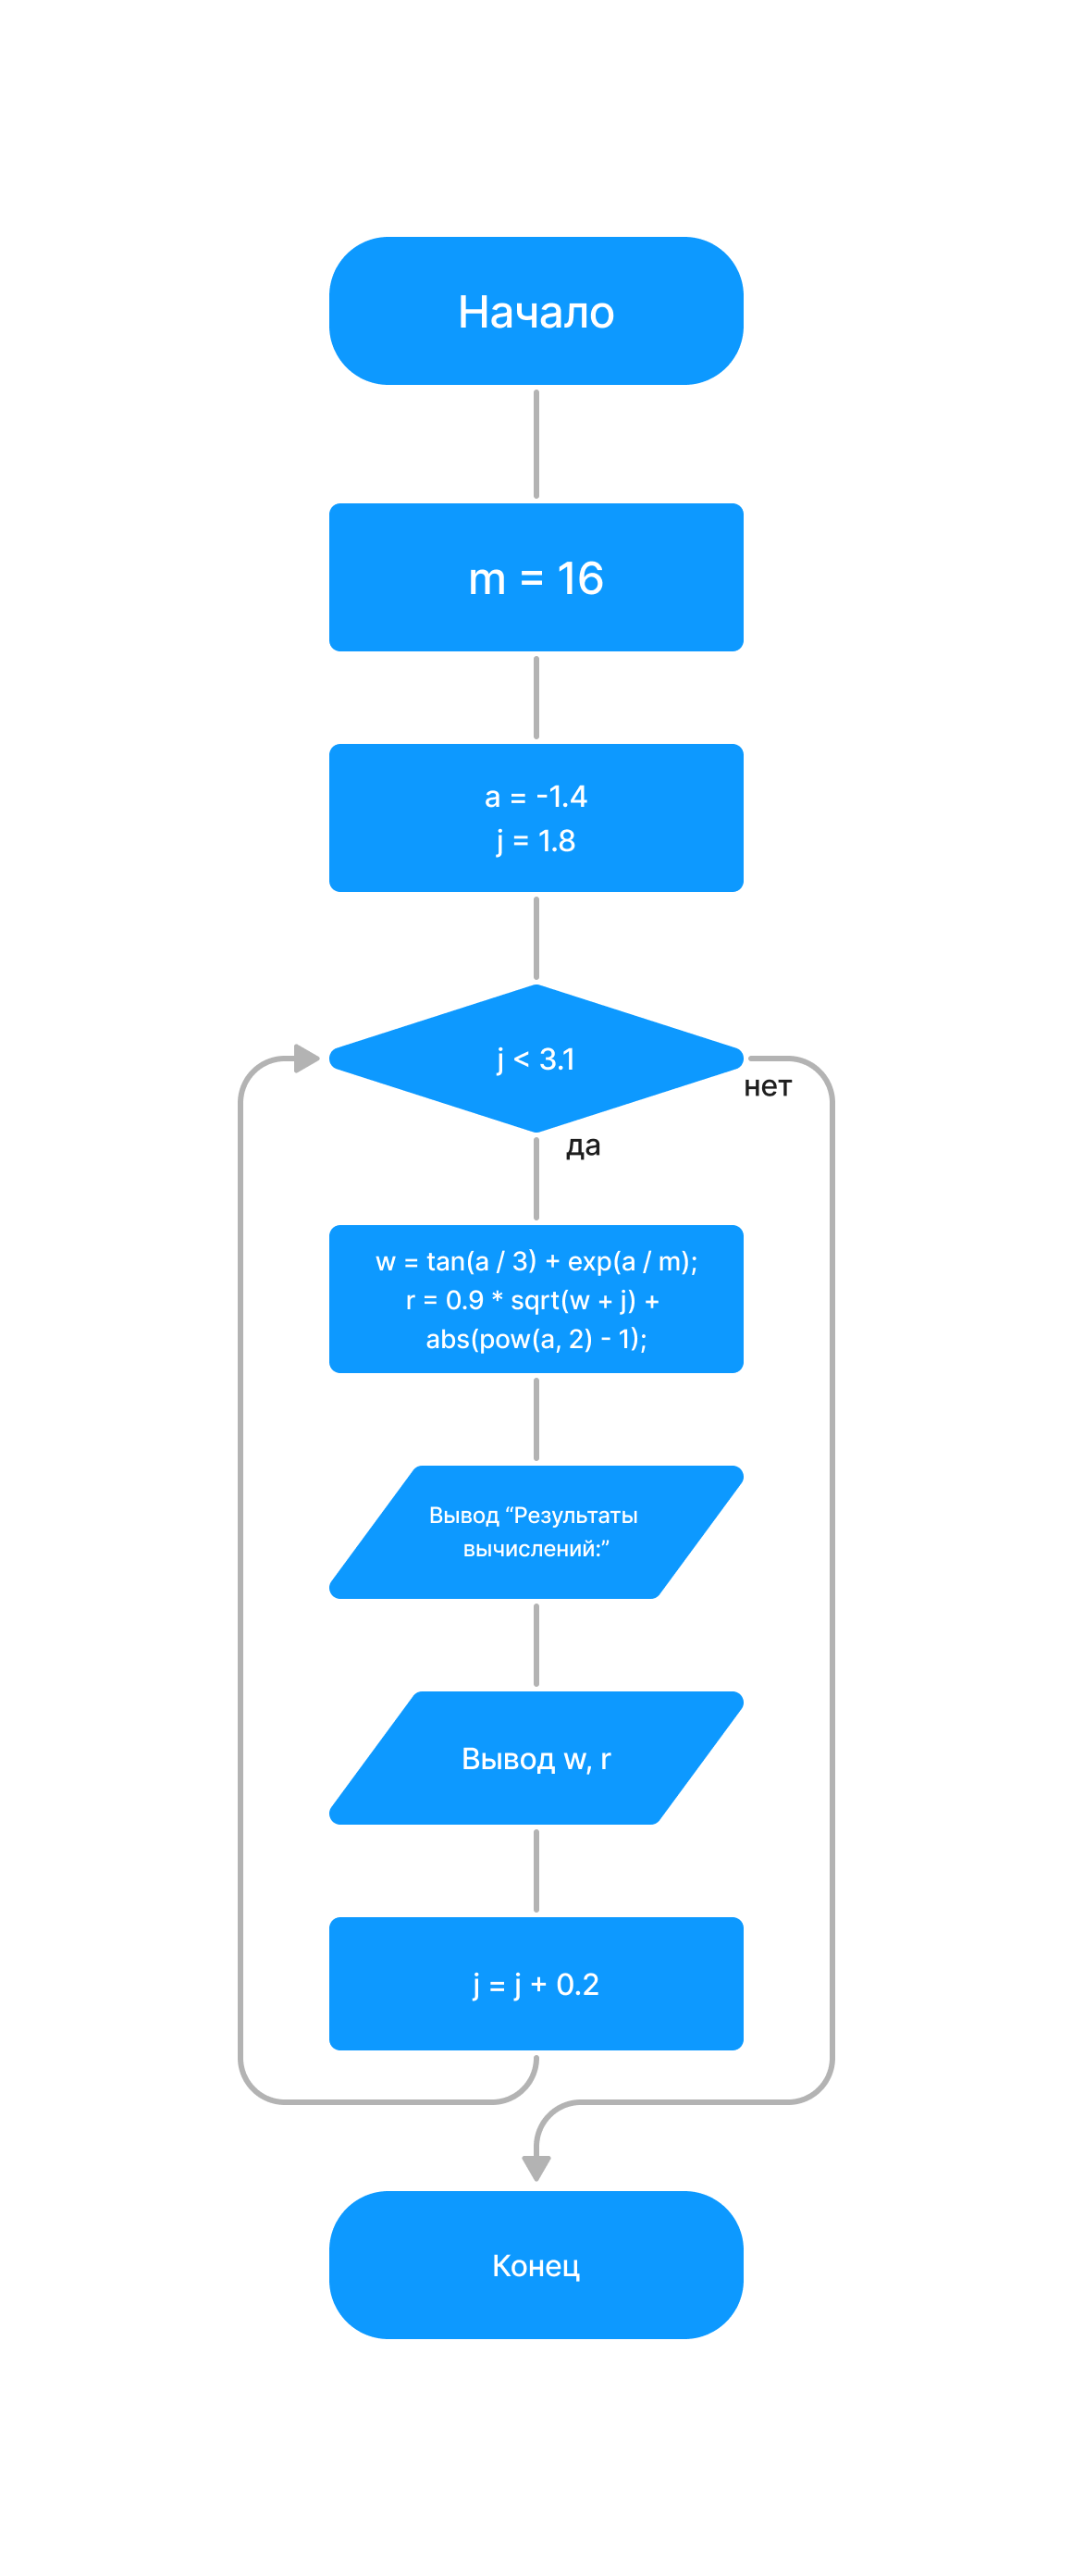 Начало
m = 16
a = -1.4
j = 1.8
j < 3.1
нет
да
w = tan(a / 3) + exp(a / m);
r = 0.9 * sqrt(w + j) +
abs(pow(a, 2) - 1);
Вывод “Результаты
вычислений:”
Вывод w, r
j = j + 0.2
Конец